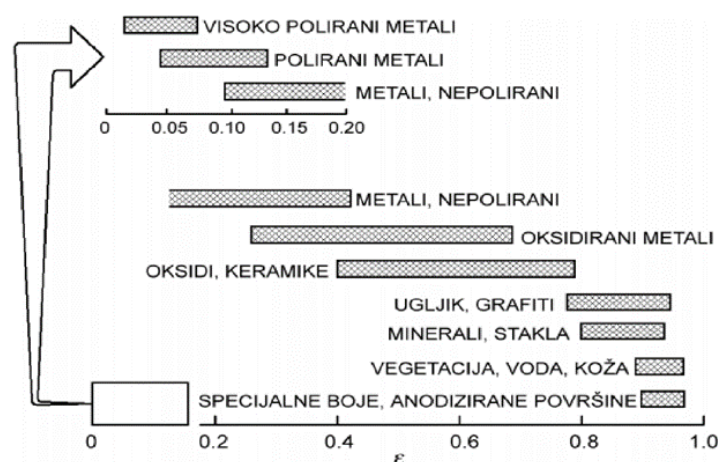 VISOKO POLIRANI METALI
POLIRANI METALI
METALI, NEPOLIRANI
0 0.05 0.10 0.15 0.20
METALI, NEPOLIRANI
OKSIDIRANI METALI
OKSIDI, KERAMIKE
UGLJIK, GRAFITI
MINERALI, STAKLA
VEGETACIJA, VODA, KOŽA
SPECIJALNE BOJE, ANODIZIRANE POVRŠINE
0 0.2 0.4 0.6 0.8 1.0
ε